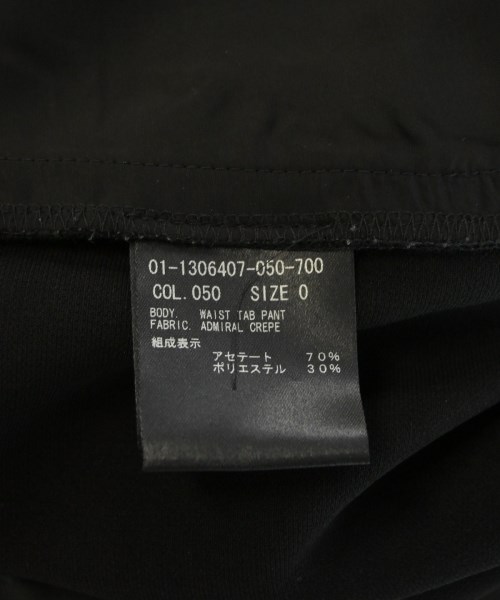 01-1306407-050-700
COL. 050 SIZE 0
BODY. WAIST TAB PANT
FABRIC. ADMIRAL CREPE
組成表示
アセテート 70%
ポリエステル 30%